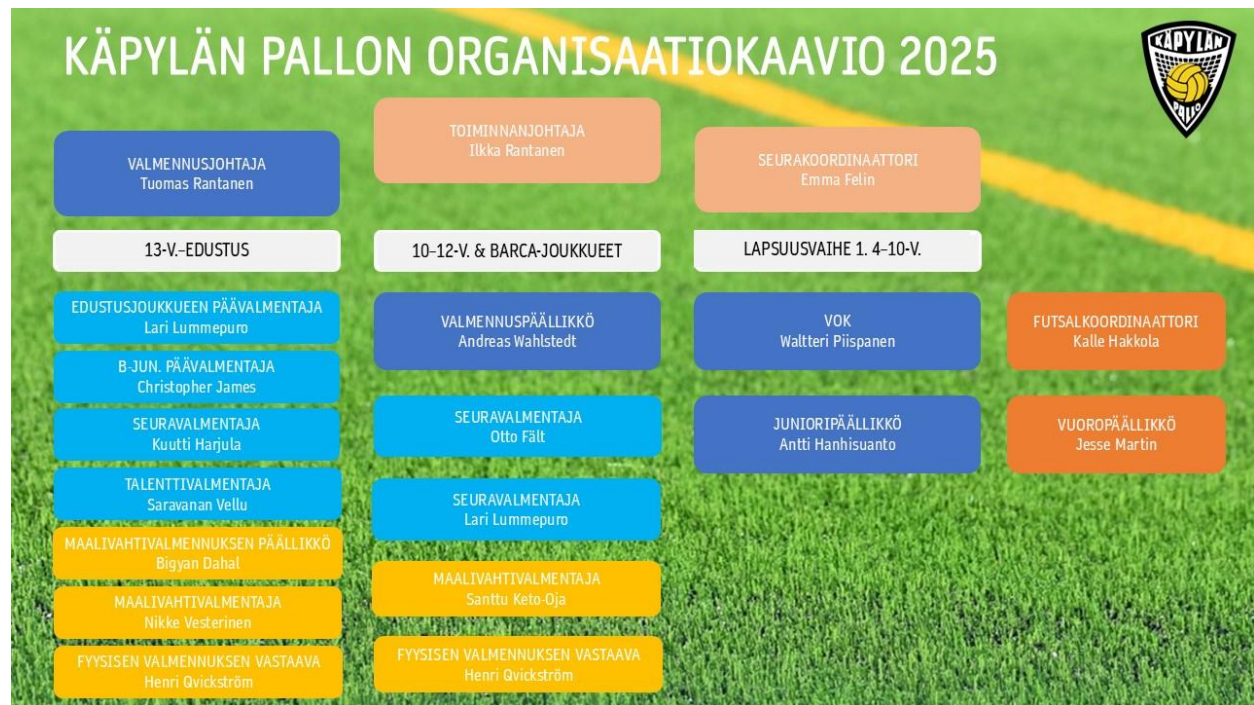 KÄPYLÄN PALLON ORGANISAATIOKAAVIO 2025
KÄPYLÄN
PALLO
VALMENNUSJOHTAJA
Tuomas Rantanen
TOIMINNANJOHTAJA
Ilkka Rantanen
SEURAKOORDINAATTORI
Emma Felin
13-V.–EDUSTUS
EDUSTUSJOUKKUEEN PÄÄVALMENTAJA
Lari Lummepuro
B-JUN. PÄÄVALMENTAJA
Christopher James
SEURAVALMENTAJA
Kuutti Harjula
TALENTTIVALMENTAJA
Saravanan Vellu
MAALIVAHTIVALMENNUKSEN PÄÄLLIKKÖ
Bigyan Dahal
MAALIVAHTIVALMENTAJA
Nikke Vesterinen
FYYSISEN VALMENNUKSEN VASTAAVA
Henri Qvickström
10–12-V. & BARCA-JOUKKUEET
VALMENNUSPÄÄLLIKKÖ
Andreas Wahlstedt
SEURAVALMENTAJA
Otto Fält
SEURAVALMENTAJA
Lari Lummepuro
MAALIVAHTIVALMENTAJA
Santtu Keto-Oja
FYYSISEN VALMENNUKSEN VASTAAVA
Henri Qvickström
LAPSUUSVAIHE 1. 4–10-V.
VOK
Waltteri Piispanen
JUNIORIPÄÄLLIKKÖ
Antti Hanhisuanto
FUTSALKOORDINAATTORI
Kalle Hakkola
VUOROPÄÄLLIKKÖ
Jesse Martin